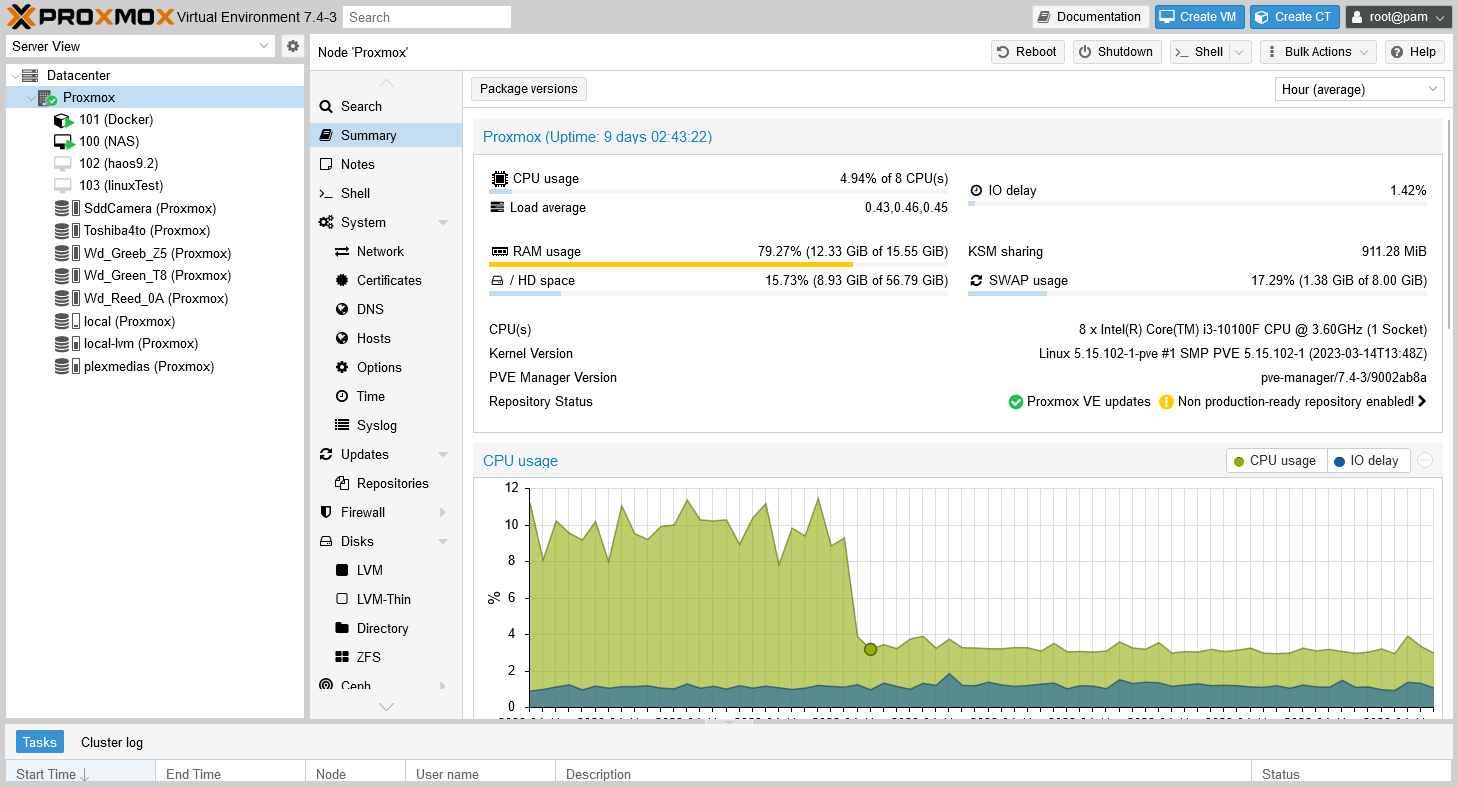 PROXMOX Virtual Environment 7.4-3 Search Documentation Create VM Create CT root@pam
Server View
Node 'Proxmox' Reboot Shutdown Shell Bulk Actions Help
Datacenter
Proxmox
101 (Docker)
100 (NAS)
102 (haos9.2)
103 (linuxTest)
SddCamera (Proxmox)
Toshiba4to (Proxmox)
Wd_Greeb_Z5 (Proxmox)
Wd_Green_T8 (Proxmox)
Wd_Reed_0A (Proxmox)
local (Proxmox)
local-lvm (Proxmox)
plexmedias (Proxmox)
Search
Summary
Notes
Shell
System
Network
Certificates
DNS
Hosts
Options
Time
Syslog
Updates
Repositories
Firewall
Disks
LVM
LVM-Thin
Directory
ZFS
Ceph
Package versions Hour (average)
Proxmox (Uptime: 9 days 02:43:22)
CPU usage 4.94% of 8 CPU(s)
IO delay 1.42%
Load average 0.43,0.46,0.45
RAM usage 79.27% (12.33 GiB of 15.55 GiB)
KSM sharing 911.28 MiB
/ HD space 15.73% (8.93 GiB of 56.79 GiB)
SWAP usage 17.29% (1.38 GiB of 8.00 GiB)
CPU(s) 8 x Intel(R) Core(TM) i3-10100F CPU @ 3.60GHz (1 Socket)
Kernel Version Linux 5.15.102-1-pve #1 SMP PVE 5.15.102-1 (2023-03-14T13:48Z)
PVE Manager Version pve-manager/7.4-3/9002ab8a
Repository Status Proxmox VE updates Non production-ready repository enabled!
CPU usage CPU usage IO delay
12
10
8
6
4
2
0
%
Tasks Cluster log
Start Time End Time Node User name Description Status